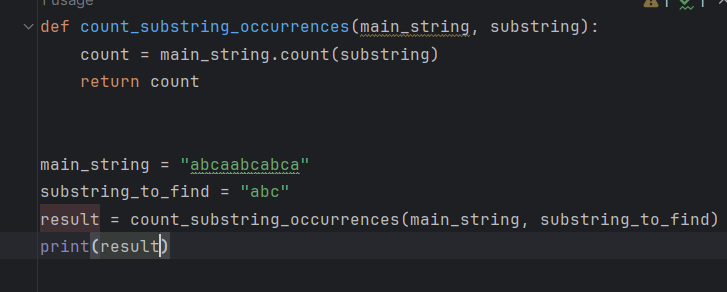 1 usage
def count_substring_occurrences(main_string, substring):
    count = main_string.count(substring)
    return count
main_string = "abcaabcabca"
substring_to_find = "abc"
result = count_substring_occurrences(main_string, substring_to_find)
print(result)